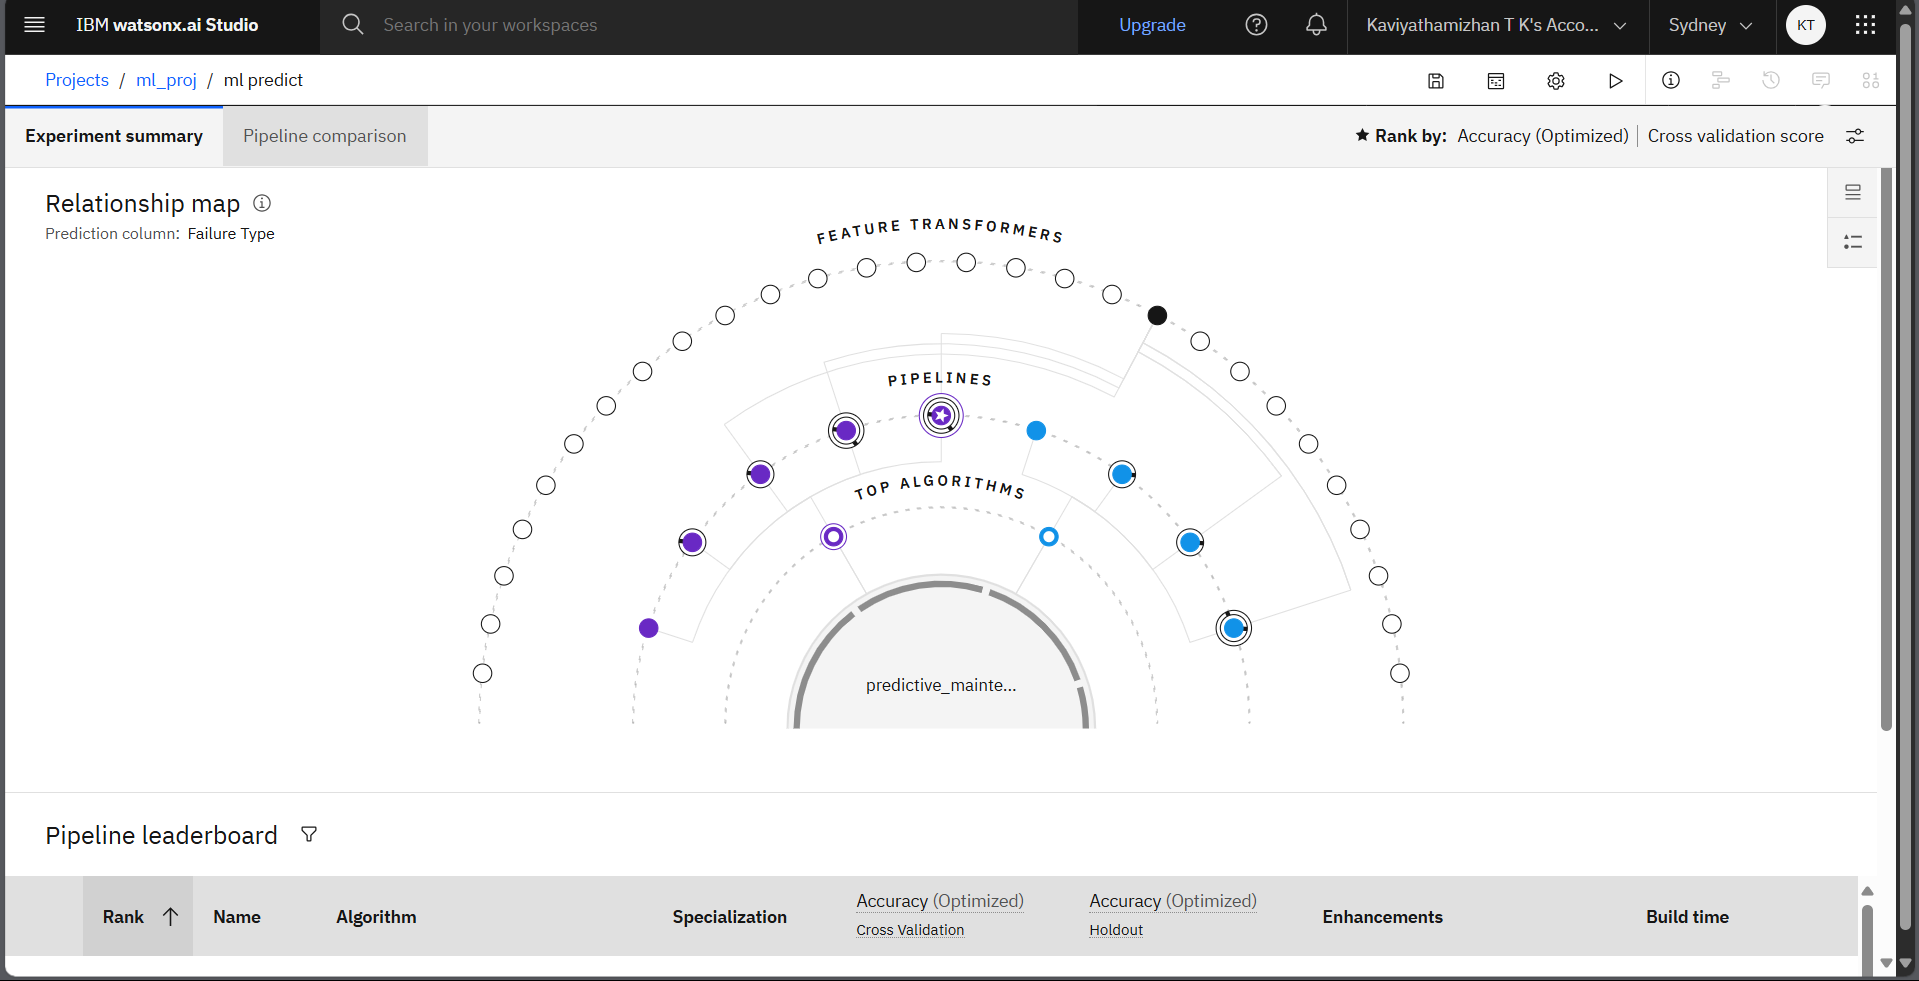 IBM watsonx.ai Studio
Search in your workspaces
Upgrade
Kaviyathamizhan T K's Acco...
Sydney
KT
Projects / ml_proj / ml predict
Experiment summary
Pipeline comparison
Rank by: Accuracy (Optimized) | Cross validation score
Relationship map
Prediction column: Failure Type
FEATURE TRANSFORMERS
PIPELINES
TOP ALGORITHMS
predictive_mainte...
Pipeline leaderboard
Rank
Name
Algorithm
Specialization
Accuracy (Optimized)
Cross Validation
Accuracy (Optimized)
Holdout
Enhancements
Build time